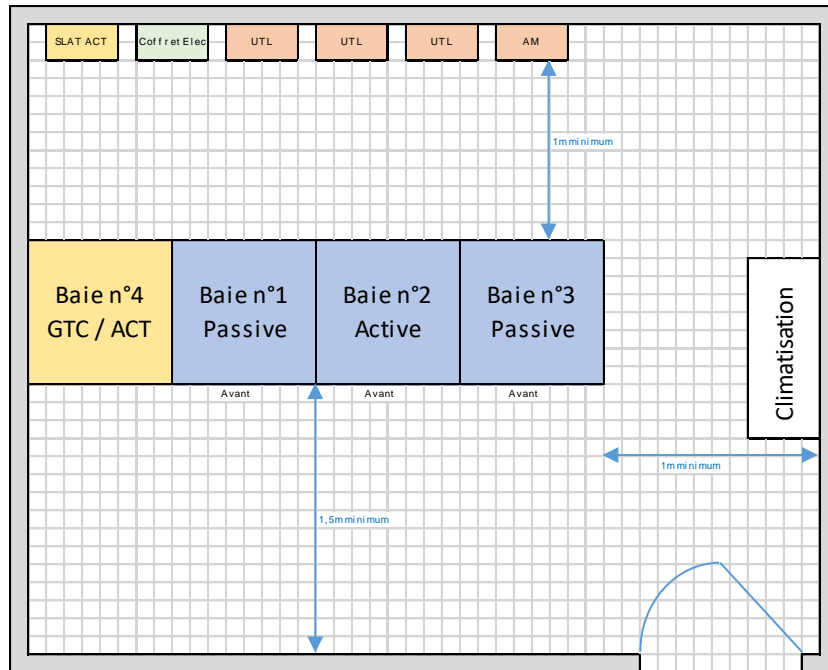 SLAT ACT
Coffret Elec
UTL
UTL
UTL
AM
1m minimum
Baie n°4
GTC / ACT
Baie n°1
Passive
Baie n°2
Active
Baie n°3
Passive
Climatisation
Avant
Avant
Avant
1m minimum
1,5m minimum